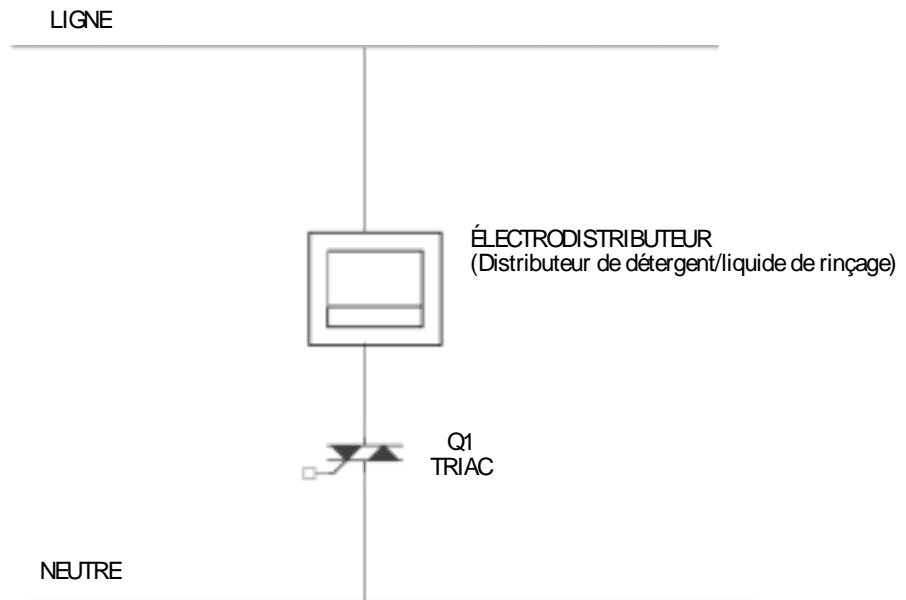 LIGNE
ÉLECTRODISTRIBUTEUR
(Distributeur de détergent/liquide de rinçage)
Q1
TRIAC
NEUTRE